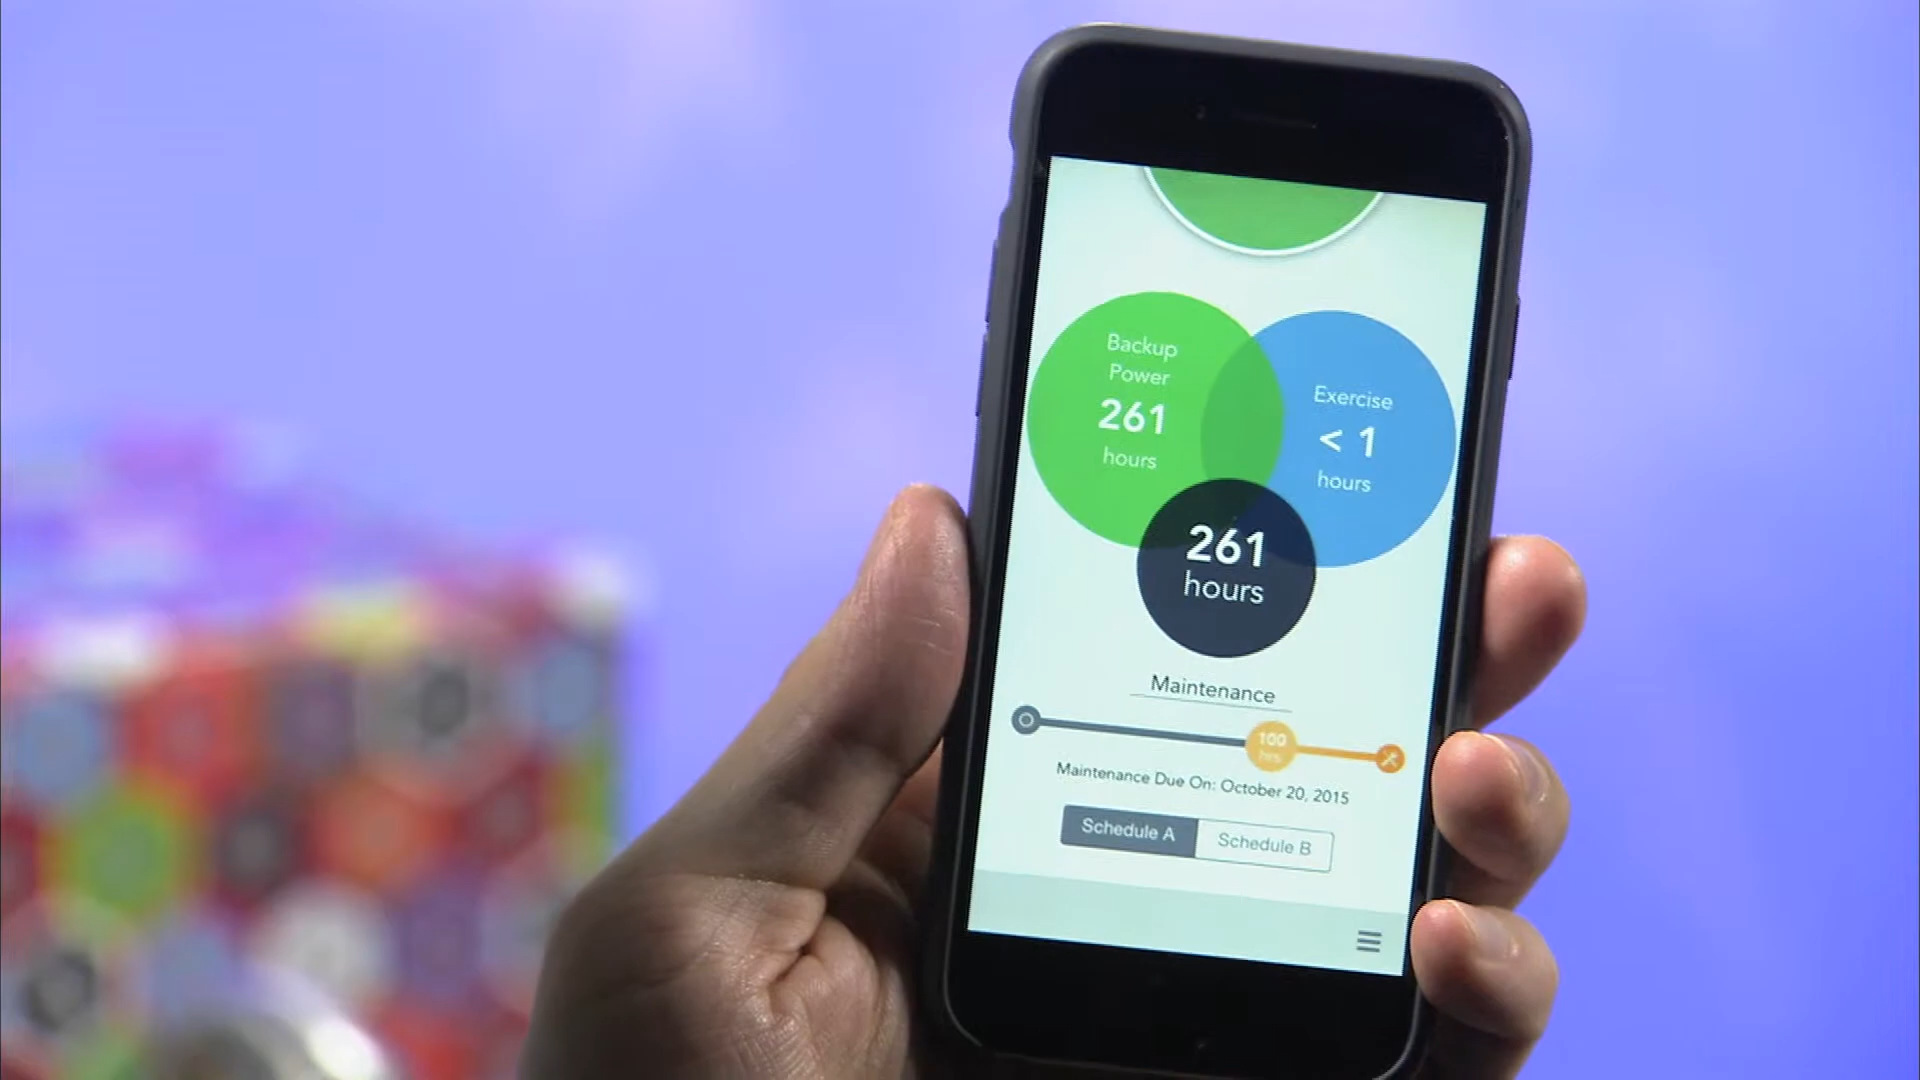 Backup
Power
261
hours
Exercise
< 1
hours
261
hours
Maintenance
100
hrs
Maintenance Due On: October 20, 2015
Schedule A
Schedule B